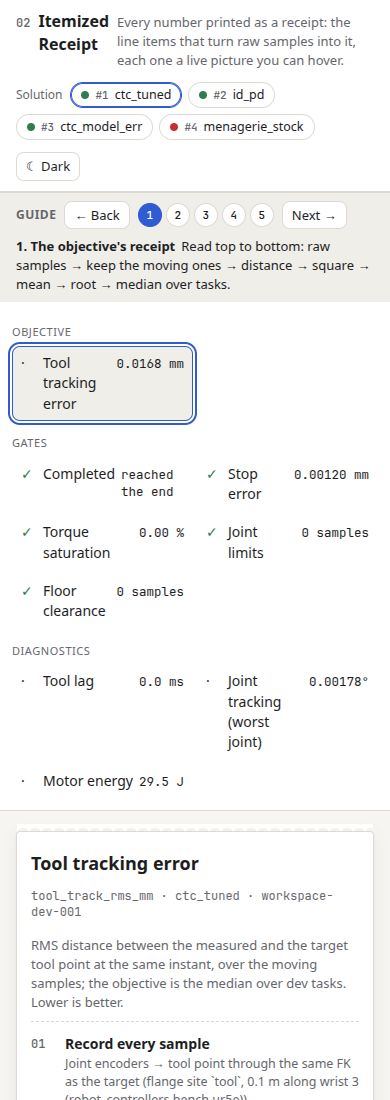 02 Itemized Receipt
Every number printed as a receipt: the
line items that turn raw samples into it,
each one a live picture you can hover.
Solution #1 ctc_tuned #2 id_pd
#3 ctc_model_err #4 menagerie_stock
☾ Dark
GUIDE ← Back 1 2 3 4 5 Next →
1. The objective's receipt Read top to bottom: raw
samples → keep the moving ones → distance → square →
mean → root → median over tasks.
OBJECTIVE
· Tool tracking error 0.0168 mm
GATES
✓ Completed reached the end
✓ Stop error 0.00120 mm
✓ Torque saturation 0.00 %
✓ Joint limits 0 samples
✓ Floor clearance 0 samples
DIAGNOSTICS
· Tool lag 0.0 ms
· Joint tracking (worst joint) 0.00178°
· Motor energy 29.5 J
Tool tracking error
tool_track_rms_mm · ctc_tuned · workspace-
dev-001
RMS distance between the measured and the target
tool point at the same instant, over the moving
samples; the objective is the median over dev tasks.
Lower is better.
01 Record every sample
Joint encoders → tool point through the same FK
as the target (flange site `tool`, 0.1 m along wrist 3
(robot_controllers_bench_ur5e)).